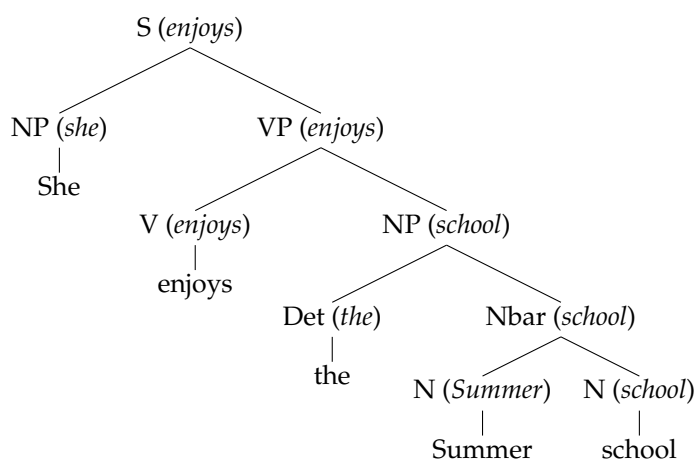 S (enjoys)
NP (she) VP (enjoys)
She
V (enjoys) NP (school)
enjoys
Det (the) Nbar (school)
the
N (Summer) N (school)
Summer school